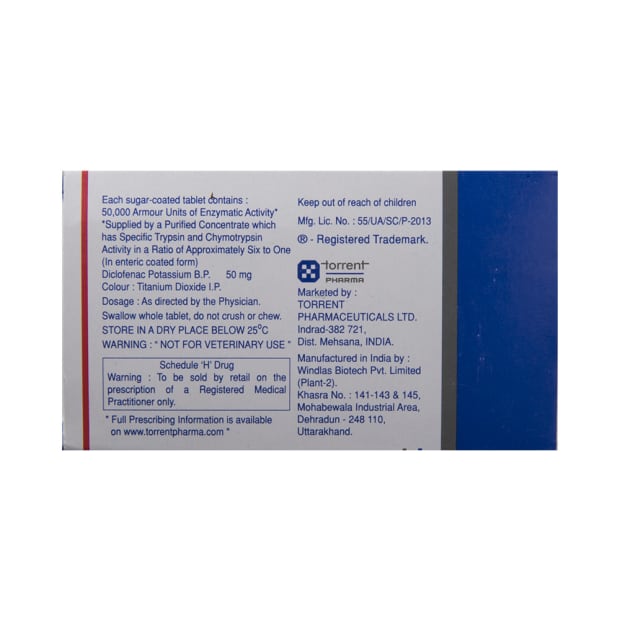 Each sugar-coated tablet contains :
50,000 Armour Units of Enzymatic Activity*
*Supplied by a Purified Concentrate which
has Specific Trypsin and Chymotrypsin
Activity in a Ratio of Approximately Six to One
(In enteric coated form)
Diclofenac Potassium B.P. 50 mg
Colour : Titanium Dioxide I.P.
Dosage : As directed by the Physician.
Swallow whole tablet, do not crush or chew.
STORE IN A DRY PLACE BELOW 25°C
WARNING : " NOT FOR VETERINARY USE "
Schedule 'H' Drug
Warning : To be sold by retail on the
prescription of a Registered Medical
Practitioner only.
" Full Prescribing Information is available
on www.torrentpharma.com "
Keep out of reach of children
Mfg. Lic. No. : 55/UA/SC/P-2013
® - Registered Trademark.
torrent
PHARMA
Marketed by :
TORRENT
PHARMACEUTICALS LTD.
Indrad-382 721,
Dist. Mehsana, INDIA.
Manufactured in India by :
Windlas Biotech Pvt. Limited
(Plant-2).
Khasra No. : 141-143 & 145,
Mohabewala Industrial Area,
Dehradun - 248 110,
Uttarakhand.